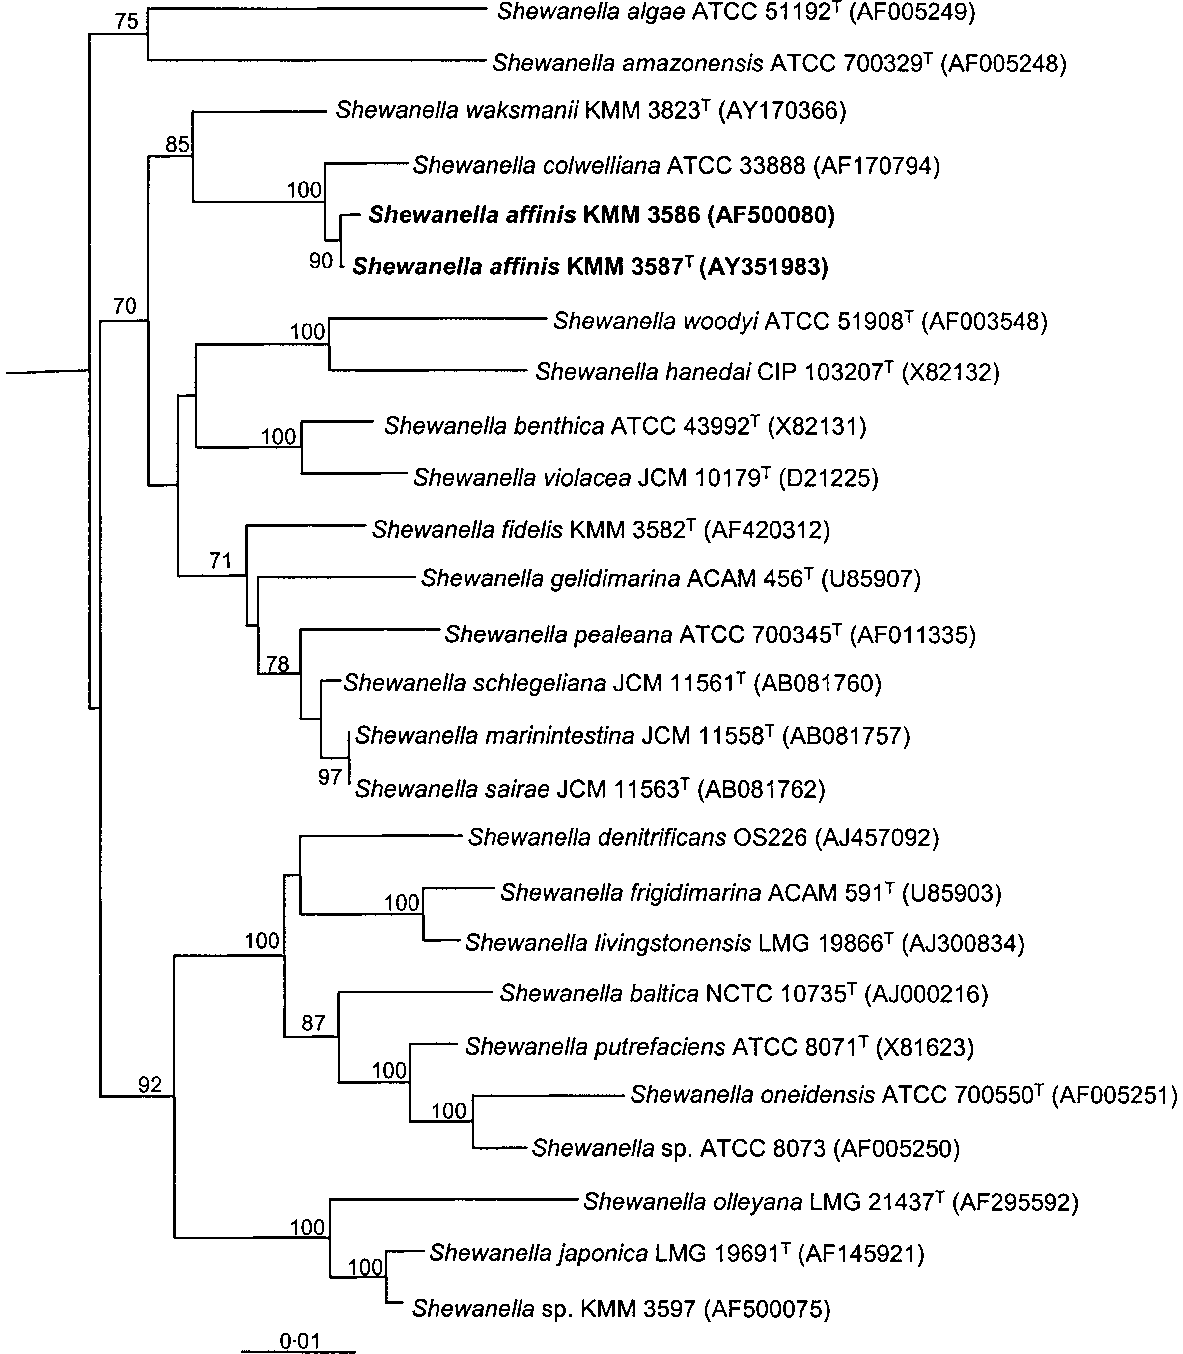 75
Shewanella algae ATCC 51192ᵀ (AF005249)
Shewanella amazonensis ATCC 700329ᵀ (AF005248)
Shewanella waksmanii KMM 3823ᵀ (AY170366)
85
Shewanella colwelliana ATCC 33888 (AF170794)
100
Shewanella affinis KMM 3586 (AF500080)
90
Shewanella affinis KMM 3587ᵀ (AY351983)
70
Shewanella woodyi ATCC 51908ᵀ (AF003548)
100
Shewanella hanedai CIP 103207ᵀ (X82132)
Shewanella benthica ATCC 43992ᵀ (X82131)
100
Shewanella violacea JCM 10179ᵀ (D21225)
Shewanella fidelis KMM 3582ᵀ (AF420312)
71
Shewanella gelidimarina ACAM 456ᵀ (U85907)
Shewanella pealeana ATCC 700345ᵀ (AF011335)
78
Shewanella schlegeliana JCM 11561ᵀ (AB081760)
Shewanella marinintestina JCM 11558ᵀ (AB081757)
97
Shewanella sairae JCM 11563ᵀ (AB081762)
Shewanella denitrificans OS226 (AJ457092)
Shewanella frigidimarina ACAM 591ᵀ (U85903)
100
100
Shewanella livingstonensis LMG 19866ᵀ (AJ300834)
Shewanella baltica NCTC 10735ᵀ (AJ000216)
87
Shewanella putrefaciens ATCC 8071ᵀ (X81623)
100
92
Shewanella oneidensis ATCC 700550ᵀ (AF005251)
100
Shewanella sp. ATCC 8073 (AF005250)
Shewanella olleyana LMG 21437ᵀ (AF295592)
100
Shewanella japonica LMG 19691ᵀ (AF145921)
100
Shewanella sp. KMM 3597 (AF500075)
0·01